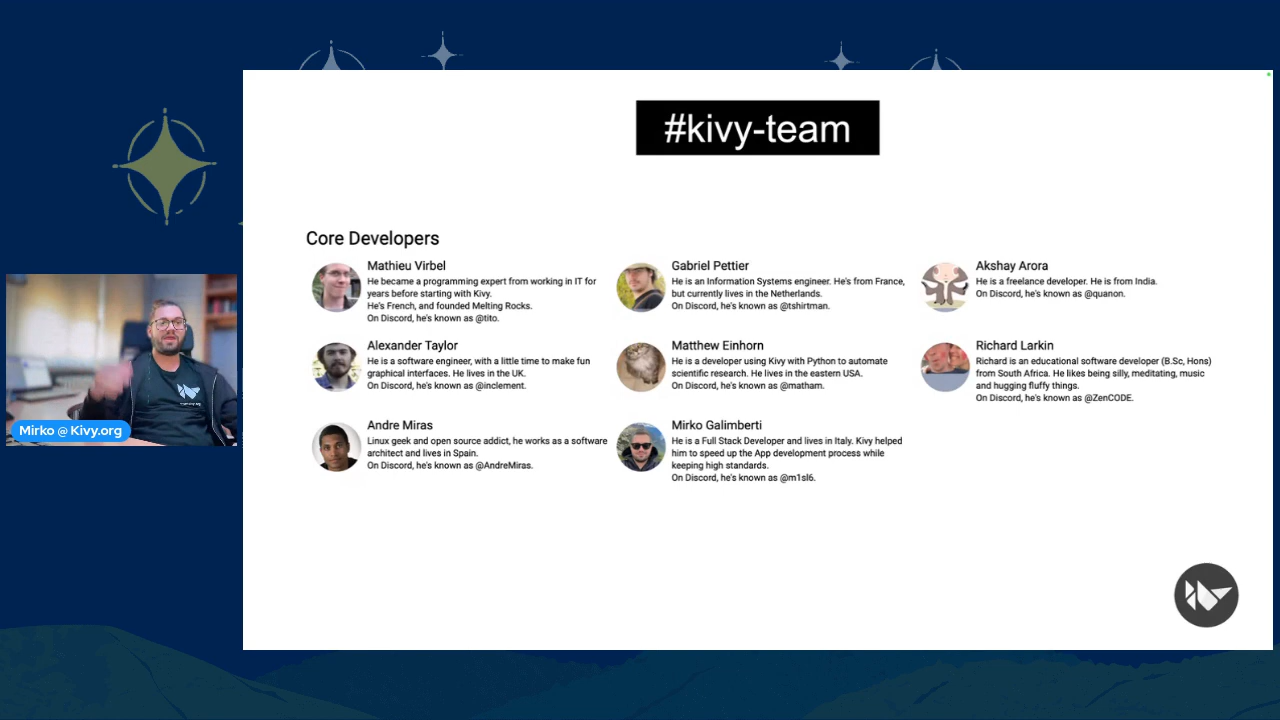 #kivy-team
Core Developers
Mathieu Virbel
He became a programming expert from working in IT for
years before starting with Kivy.
He's French, and founded Melting Rocks.
On Discord, he's known as @tito.
Gabriel Pettier
He is an Information Systems engineer. He's from France,
but currently lives in the Netherlands.
On Discord, he's known as @tshirtman.
Akshay Arora
He is a freelance developer. He is from India.
On Discord, he's known as @quanon.
Alexander Taylor
He is a software engineer, with a little time to make fun
graphical interfaces. He lives in the UK.
On Discord, he's known as @inclement.
Matthew Einhorn
He is a developer using Kivy with Python to automate
scientific research. He lives in the eastern USA.
On Discord, he's known as @matham.
Richard Larkin
Richard is an educational software developer (B.Sc, Hons)
from South Africa. He likes being silly, meditating, music
and hugging fluffy things.
On Discord, he's known as @ZenCODE.
Andre Miras
Linux geek and open source addict, he works as a software
architect and lives in Spain.
On Discord, he's known as @AndreMiras.
Mirko Galimberti
He is a Full Stack Developer and lives in Italy. Kivy helped
him to speed up the App development process while
keeping high standards.
On Discord, he's known as @m1sl6.
Mirko @ Kivy.org